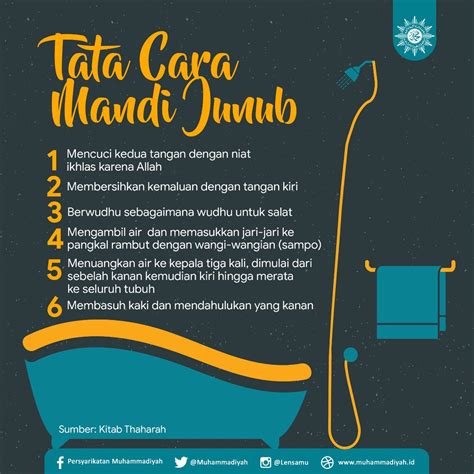 Tata Cara
Mandi Junub
1 Mencuci kedua tangan dengan niat
ikhlas karena Allah
2 Membersihkan kemaluan dengan tangan kiri
3 Berwudhu sebagaimana wudhu untuk salat
4 Mengambil air dan memasukkan jari-jari ke
pangkal rambut dengan wangi-wangian (sampo)
5 Menuangkan air ke kepala tiga kali, dimulai dari
sebelah kanan kemudian kiri hingga merata
ke seluruh tubuh
6 Membasuh kaki dan mendahulukan yang kanan
Sumber: Kitab Thaharah
Persyarikatan Muhammadiyah @Muhammadiyah @Lensamu www.muhammadiyah.id